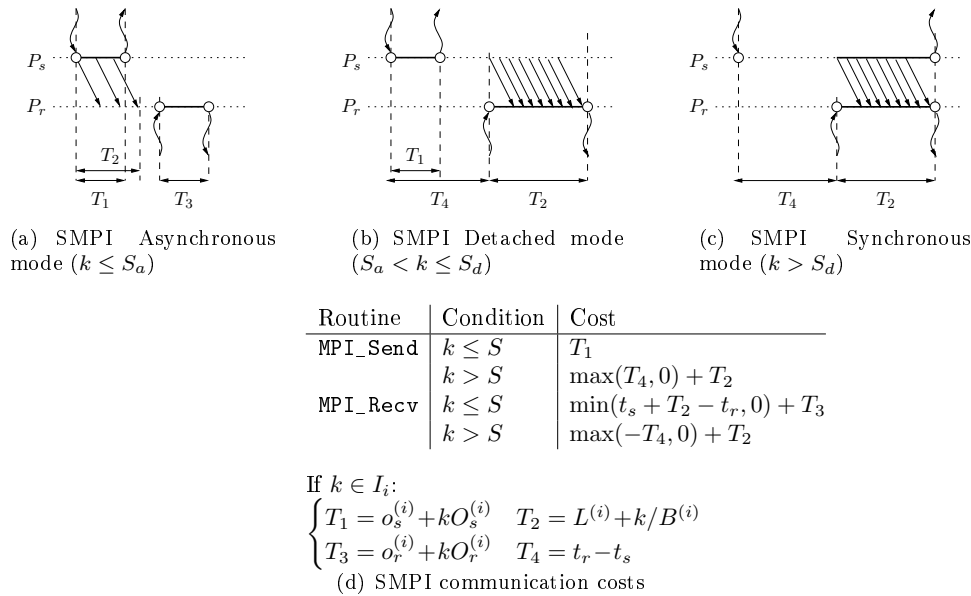 P_s
P_r
T_2
T_1
T_3
(a) SMPI Asynchronous
mode (k ≤ S_a)
P_s
P_r
T_1
T_4
T_2
(b) SMPI Detached mode
(S_a < k ≤ S_d)
P_s
P_r
T_4
T_2
(c) SMPI Synchronous
mode (k > S_d)
Routine Condition Cost
MPI_Send k ≤ S T_1
k > S max(T_4, 0) + T_2
MPI_Recv k ≤ S min(t_s + T_2 − t_r, 0) + T_3
k > S max(−T_4, 0) + T_2
If k ∈ I_i:
T_1 = o_s^(i) + kO_s^(i) T_2 = L^(i) + k/B^(i)
T_3 = o_r^(i) + kO_r^(i) T_4 = t_r − t_s
(d) SMPI communication costs